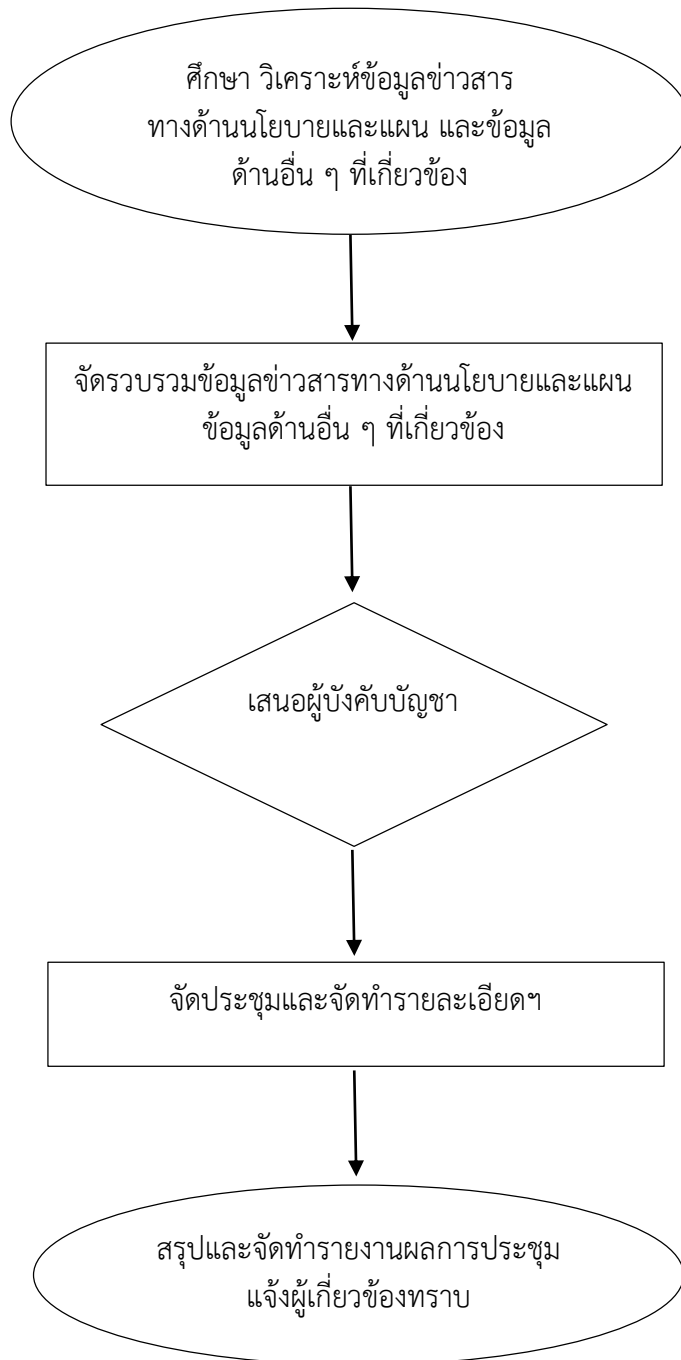 ศึกษา วิเคราะห์ข้อมูลข่าวสาร
ทางด้านนโยบายและแผน และข้อมูล
ด้านอื่น ๆ ที่เกี่ยวข้อง
จัดรวบรวมข้อมูลข่าวสารทางด้านนโยบายและแผน
ข้อมูลด้านอื่น ๆ ที่เกี่ยวข้อง
เสนอผู้บังคับบัญชา
จัดประชุมและจัดทำรายละเอียดฯ
สรุปและจัดทำรายงานผลการประชุม
แจ้งผู้เกี่ยวข้องทราบ